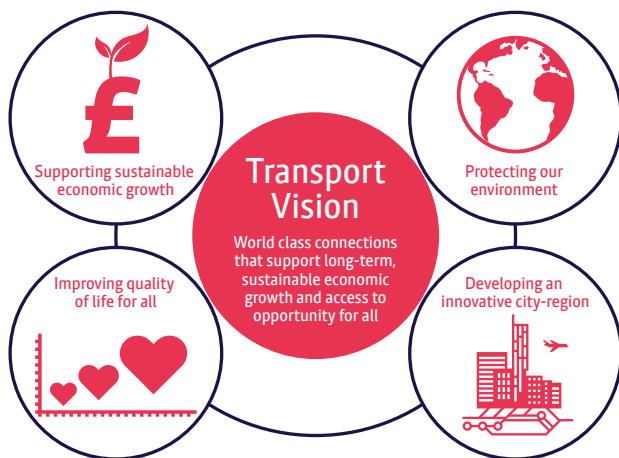 £
Supporting sustainable
economic growth
Protecting our
environment
Transport
Vision
World class connections
that support long-term,
sustainable economic
growth and access to
opportunity for all
Improving quality
of life for all
Developing an
innovative city-region